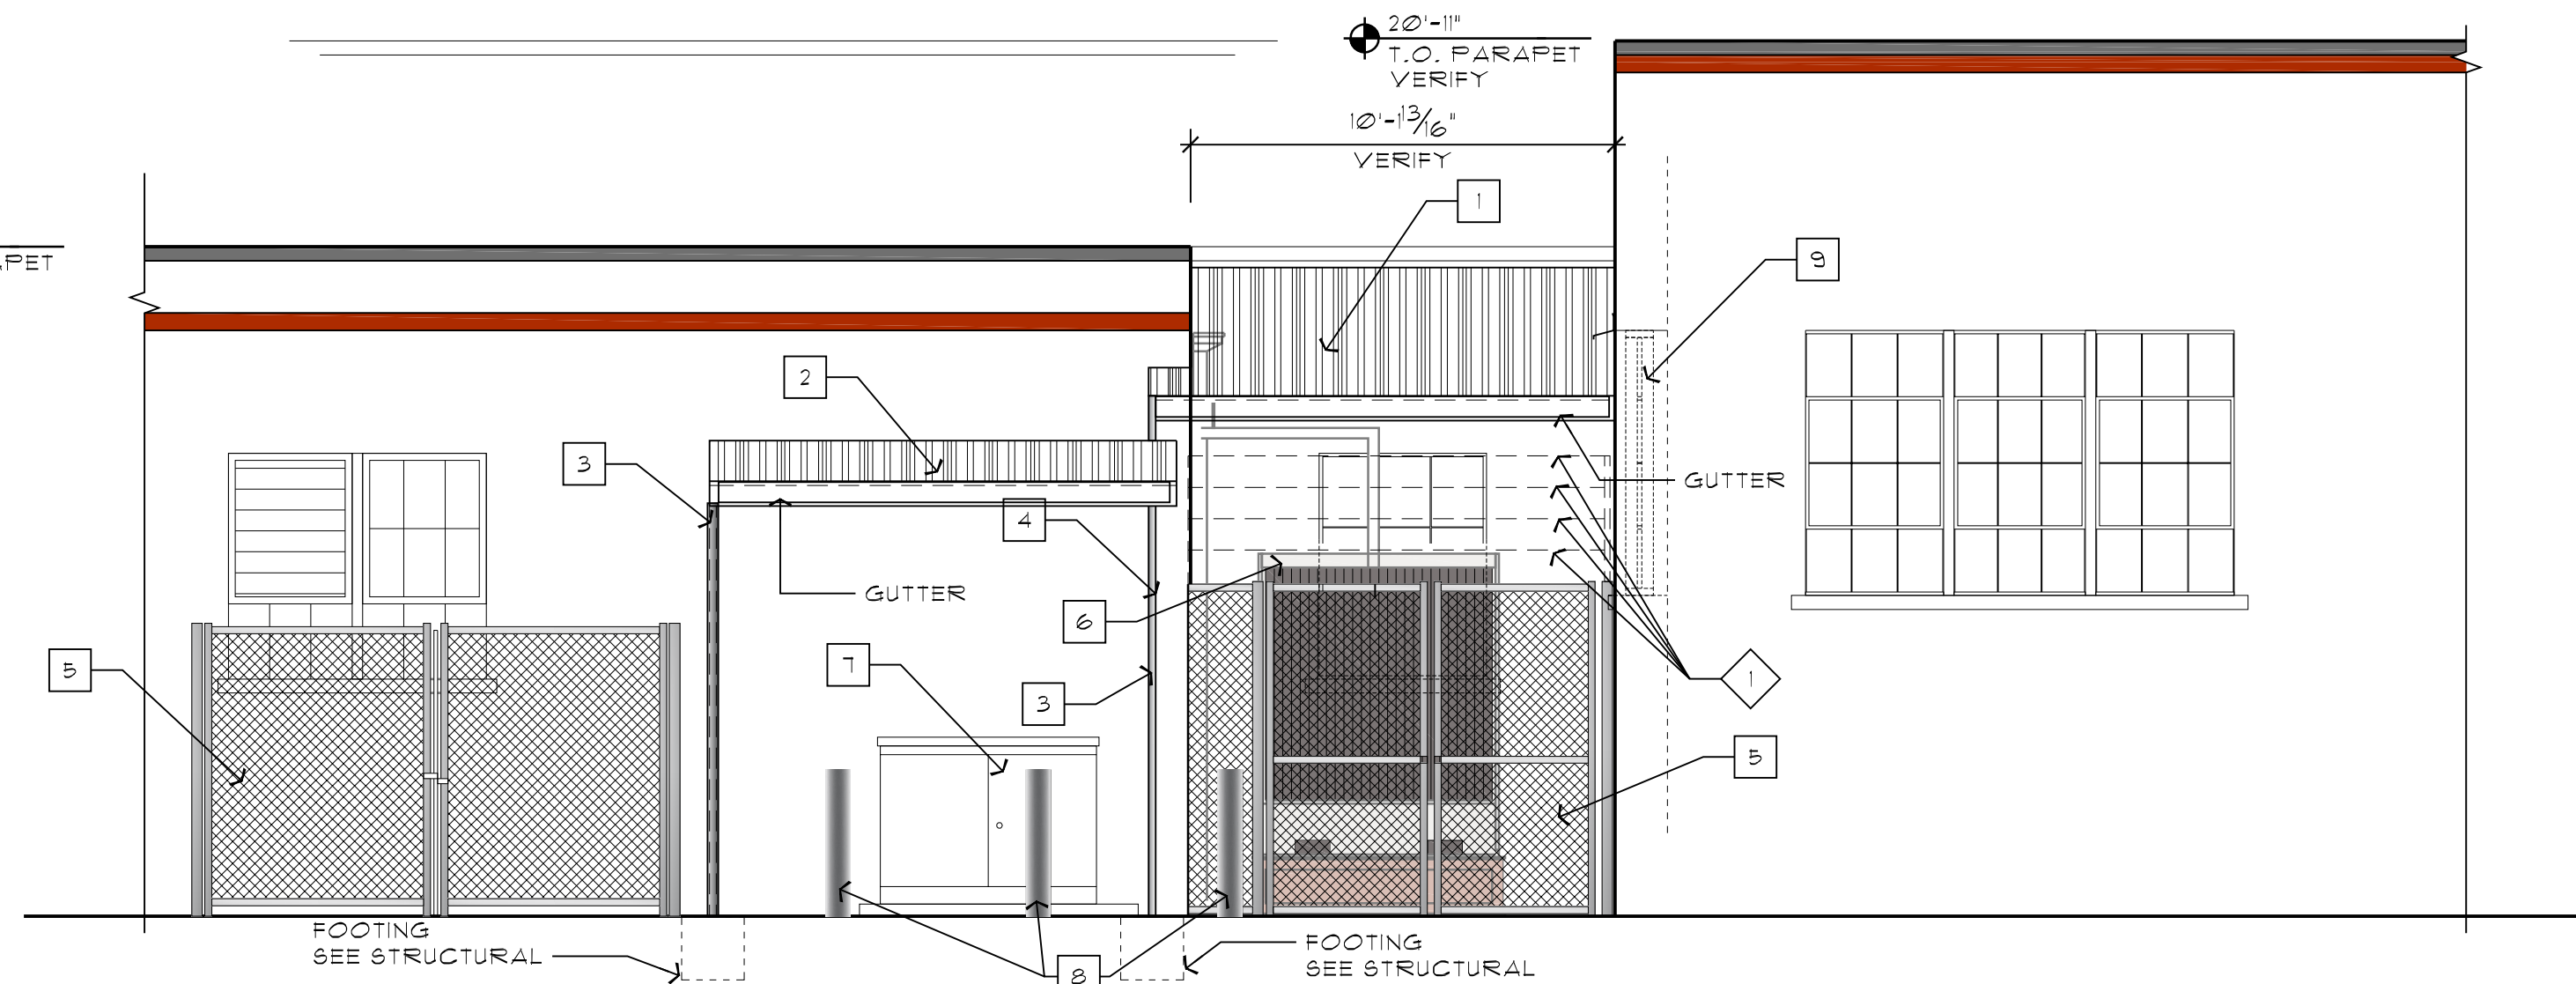 20'-11"
T.O. PARAPET
VERIFY
10'-1 13/16"
VERIFY
1
PET
9
2
3
GUTTER
4
GUTTER
6
5
7
3
1
5
FOOTING
SEE STRUCTURAL
8
FOOTING
SEE STRUCTURAL